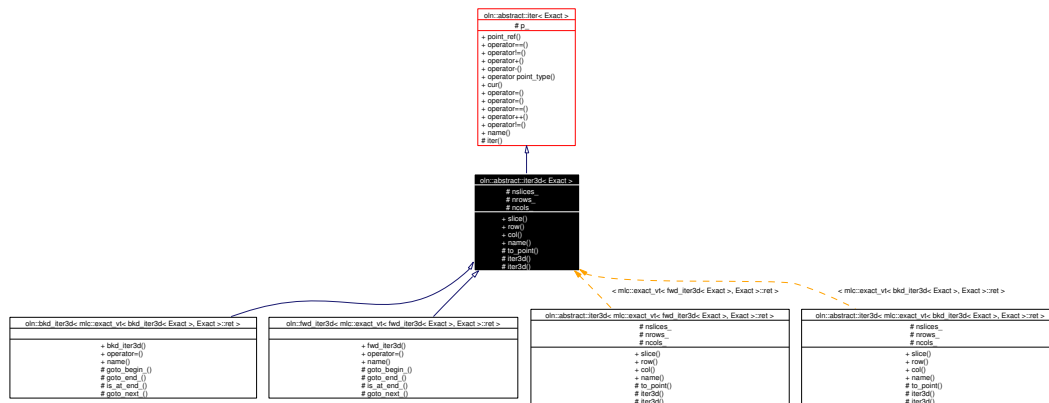 oln::abstract::iter< Exact >
# p_
+ point_ref()
+ operator==()
+ operator!=()
+ operator+()
+ operator-()
+ operator point_type()
+ cur()
+ operator=()
+ operator=()
+ operator==()
+ operator++()
+ operator!=()
+ name()
# iter()
oln::abstract::iter3d< Exact >
# nslices_
# nrows_
# ncols_
+ slice()
+ row()
+ col()
+ name()
# to_point()
# iter3d()
# iter3d()
< mlc::exact_vt< fwd_iter3d< Exact >, Exact >::ret >
< mlc::exact_vt< bkd_iter3d< Exact >, Exact >::ret >
oln::bkd_iter3d< mlc::exact_vt< bkd_iter3d< Exact >, Exact >::ret >
+ bkd_iter3d()
+ operator=()
+ name()
# goto_begin_()
# goto_end_()
# is_at_end_()
# goto_next_()
oln::fwd_iter3d< mlc::exact_vt< fwd_iter3d< Exact >, Exact >::ret >
+ fwd_iter3d()
+ operator=()
+ name()
# goto_begin_()
# goto_end_()
# is_at_end_()
# goto_next_()
oln::abstract::iter3d< mlc::exact_vt< fwd_iter3d< Exact >, Exact >::ret >
# nslices_
# nrows_
# ncols_
+ slice()
+ row()
+ col()
+ name()
# to_point()
# iter3d()
# iter3d()
oln::abstract::iter3d< mlc::exact_vt< bkd_iter3d< Exact >, Exact >::ret >
# nslices_
# nrows_
# ncols_
+ slice()
+ row()
+ col()
+ name()
# to_point()
# iter3d()
# iter3d()